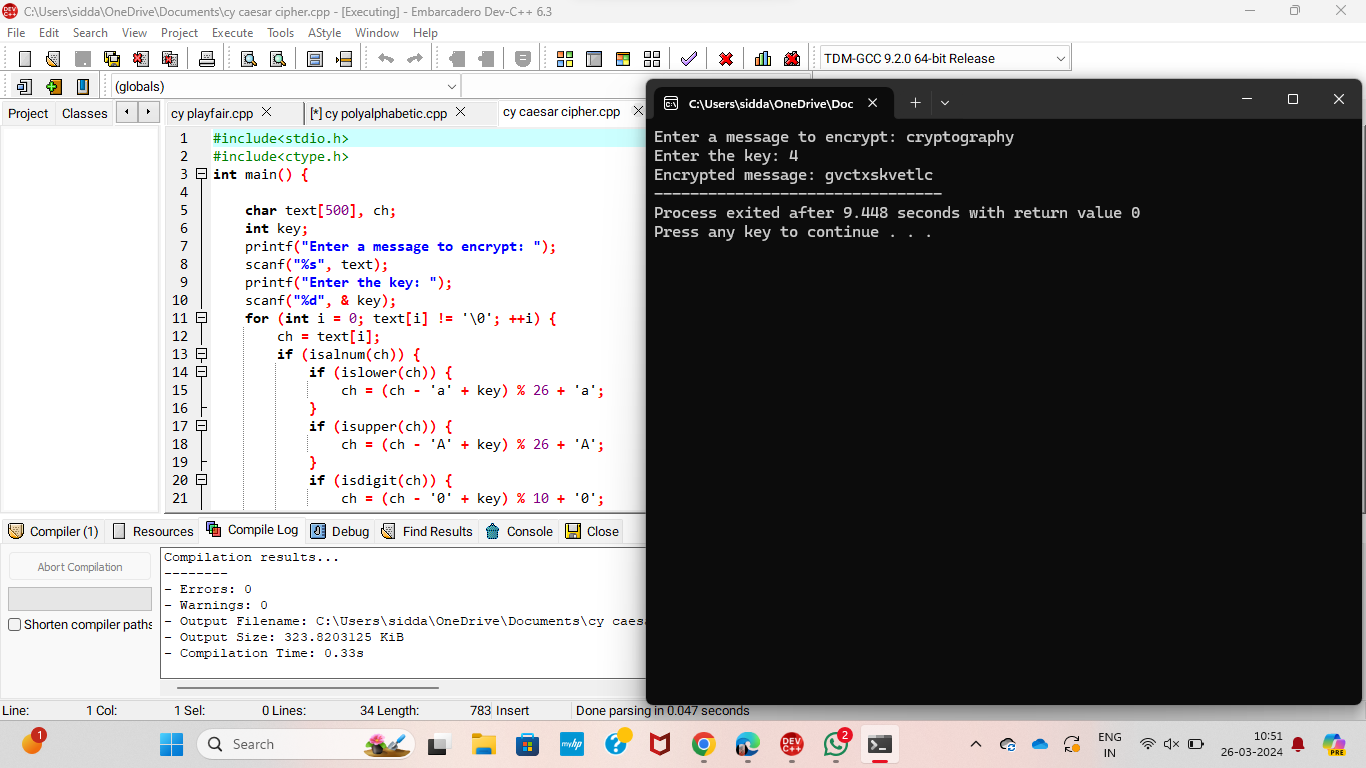 C:\Users\sidda\OneDrive\Documents\cy caesar cipher.cpp - [Executing] - Embarcadero Dev-C++ 6.3
File Edit Search View Project Execute Tools AStyle Window Help
TDM-GCC 9.2.0 64-bit Release
(globals)
Project Classes
cy playfair.cpp [*] cy polyalphabetic.cpp cy caesar cipher.cpp
1 #include<stdio.h>
2 #include<ctype.h>
3 int main() {
4
5 char text[500], ch;
6 int key;
7 printf("Enter a message to encrypt: ");
8 scanf("%s", text);
9 printf("Enter the key: ");
10 scanf("%d", & key);
11 for (int i = 0; text[i] != '\0'; ++i) {
12 ch = text[i];
13 if (isalnum(ch)) {
14 if (islower(ch)) {
15 ch = (ch - 'a' + key) % 26 + 'a';
16 }
17 if (isupper(ch)) {
18 ch = (ch - 'A' + key) % 26 + 'A';
19 }
20 if (isdigit(ch)) {
21 ch = (ch - '0' + key) % 10 + '0';
C:\Users\sidda\OneDrive\Doc
Enter a message to encrypt: cryptography
Enter the key: 4
Encrypted message: gvctxskvetlc
--------------------------------
Process exited after 9.448 seconds with return value 0
Press any key to continue . . .
Compiler (1) Resources Compile Log Debug Find Results Console Close
Abort Compilation
Shorten compiler paths
Compilation results...
--------
- Errors: 0
- Warnings: 0
- Output Filename: C:\Users\sidda\OneDrive\Documents\cy caes
- Output Size: 323.8203125 KiB
- Compilation Time: 0.33s
Line: 1 Col: 1 Sel: 0 Lines: 34 Length: 783 Insert Done parsing in 0.047 seconds
1
Search
myhp
DEV C++
2
ENG
IN
10:51
26-03-2024
PRE